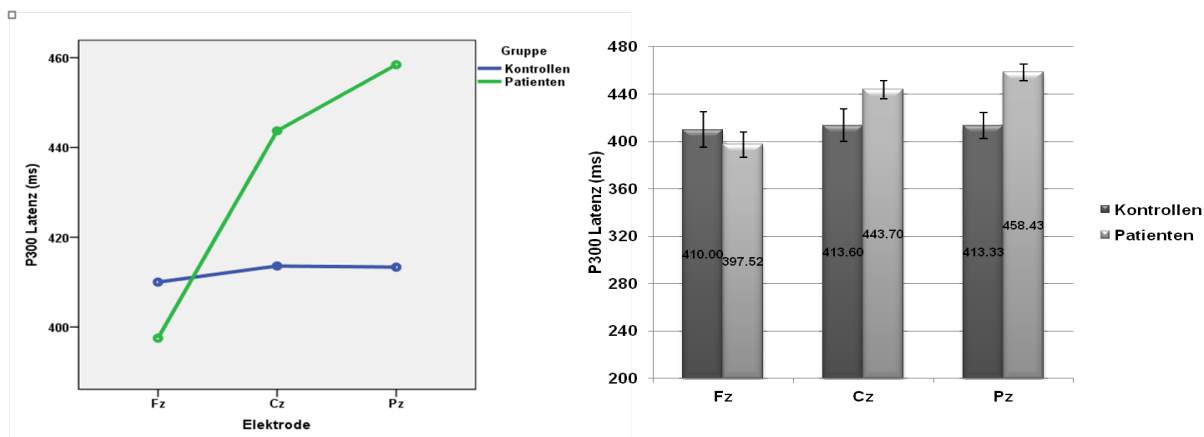 Gruppe
Kontrollen
Patienten
P300 Latenz (ms)
460
440
420
400
Fz Cz Pz
Elektrode
P300 Latenz (ms)
480
440
400
360
320
280
240
200
410.00 397.52 413.60 443.70 413.33 458.43
Fz Cz Pz
Kontrollen
Patienten